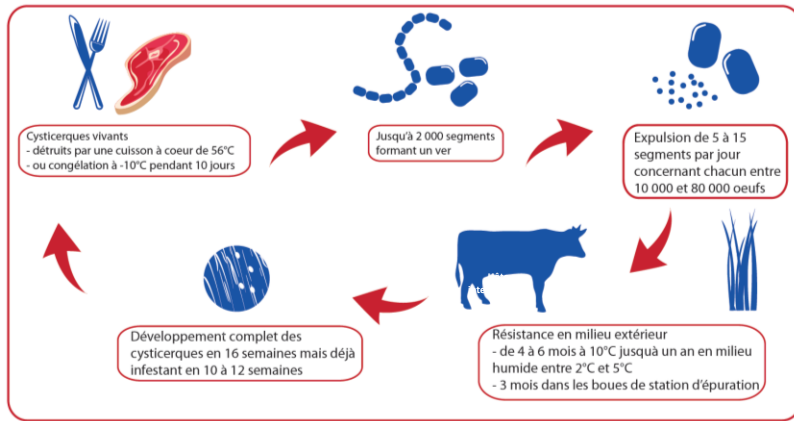 Cysticerques vivants
- détruits par une cuisson à coeur de 56°C
- ou congélation à -10°C pendant 10 jours
Jusqu'à 2 000 segments
formant un ver
Expulsion de 5 à 15
segments par jour
concernant chacun entre
10 000 et 80 000 oeufs
Développement complet des
cysticerques en 16 semaines mais déjà
infestant en 10 à 12 semaines
Résistance en milieu extérieur
- de 4 à 6 mois à 10°C jusquà un an en milieu
humide entre 2°C et 5°C
- 3 mois dans les boues de station d'épuration